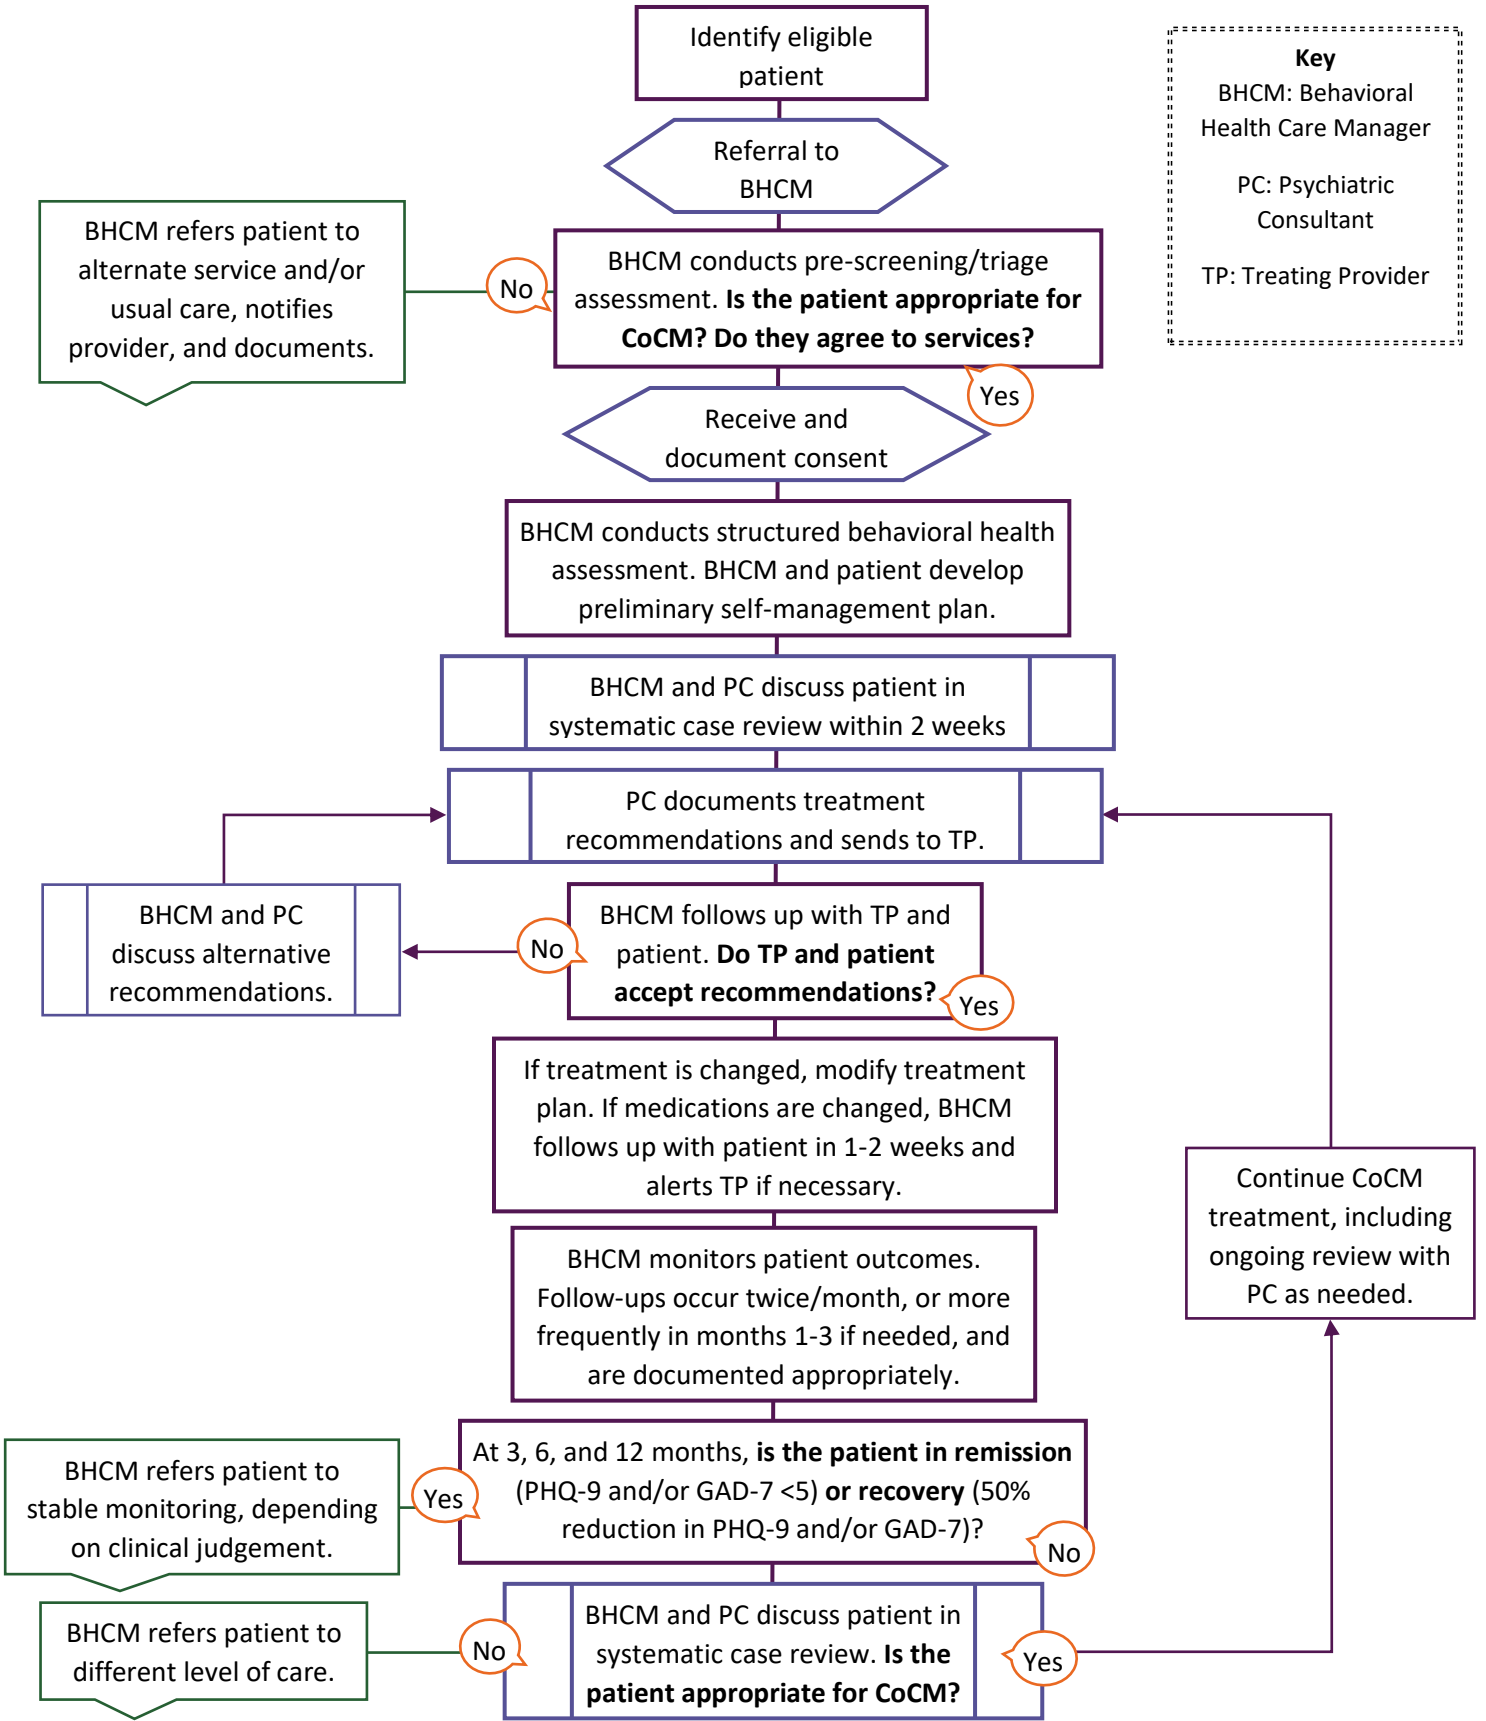 Identify eligible
patient
Key
BHCM: Behavioral
Health Care Manager
PC: Psychiatric
Consultant
TP: Treating Provider
Referral to
BHCM
BHCM refers patient to
alternate service and/or
usual care, notifies
provider, and documents.
No
BHCM conducts pre-screening/triage
assessment. Is the patient appropriate for
CoCM? Do they agree to services?
Yes
Receive and
document consent
BHCM conducts structured behavioral health
assessment. BHCM and patient develop
preliminary self-management plan.
BHCM and PC discuss patient in
systematic case review within 2 weeks
PC documents treatment
recommendations and sends to TP.
BHCM and PC
discuss alternative
recommendations.
No
BHCM follows up with TP and
patient. Do TP and patient
accept recommendations?
Yes
If treatment is changed, modify treatment
plan. If medications are changed, BHCM
follows up with patient in 1-2 weeks and
alerts TP if necessary.
Continue CoCM
treatment, including
ongoing review with
PC as needed.
BHCM monitors patient outcomes.
Follow-ups occur twice/month, or more
frequently in months 1-3 if needed, and
are documented appropriately.
BHCM refers patient to
stable monitoring, depending
on clinical judgement.
Yes
At 3, 6, and 12 months, is the patient in remission
(PHQ-9 and/or GAD-7 <5) or recovery (50%
reduction in PHQ-9 and/or GAD-7)?
No
BHCM refers patient to
different level of care.
No
BHCM and PC discuss patient in
systematic case review. Is the
patient appropriate for CoCM?
Yes